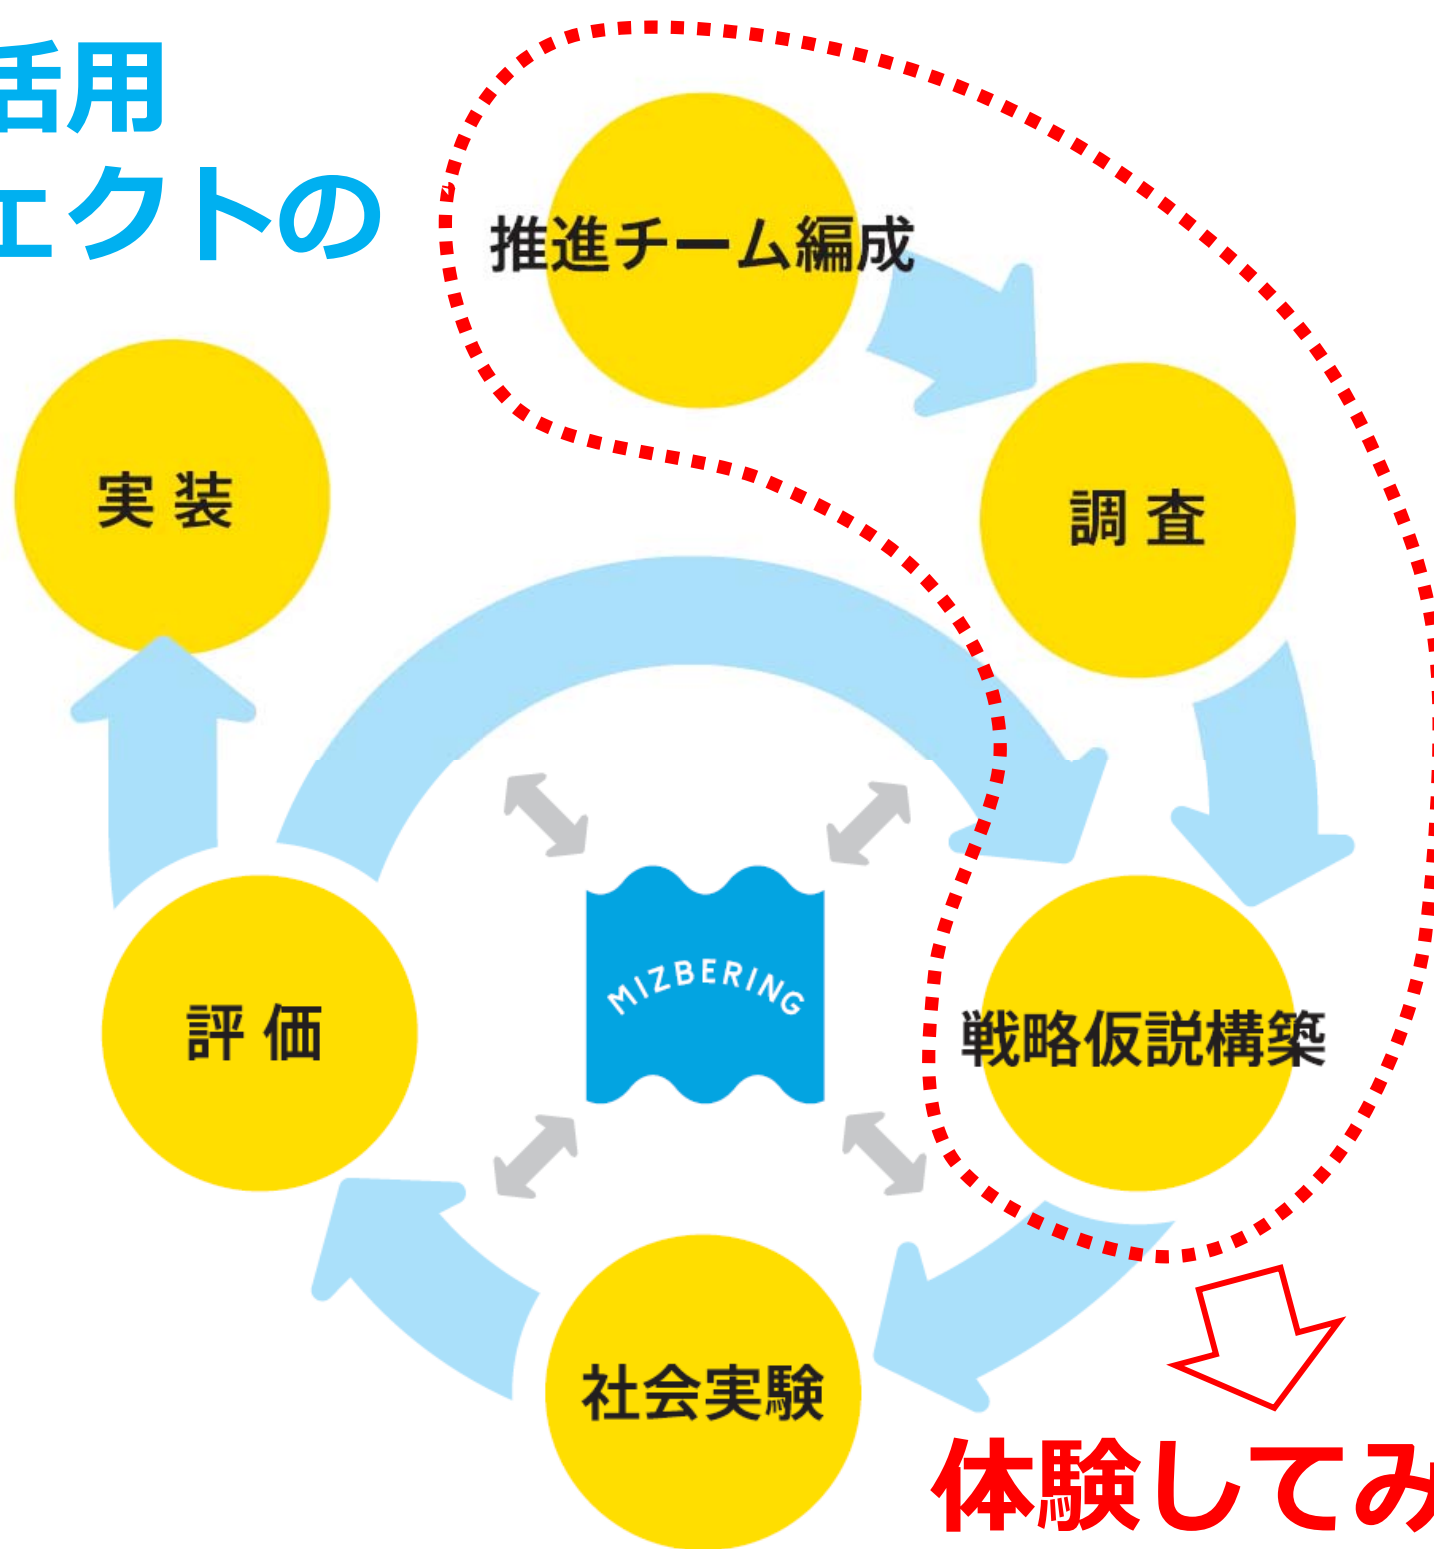 活用
ェクトの
推進チーム編成
実装
調査
MIZBERING
評価
戦略仮説構築
社会実験
体験してみ